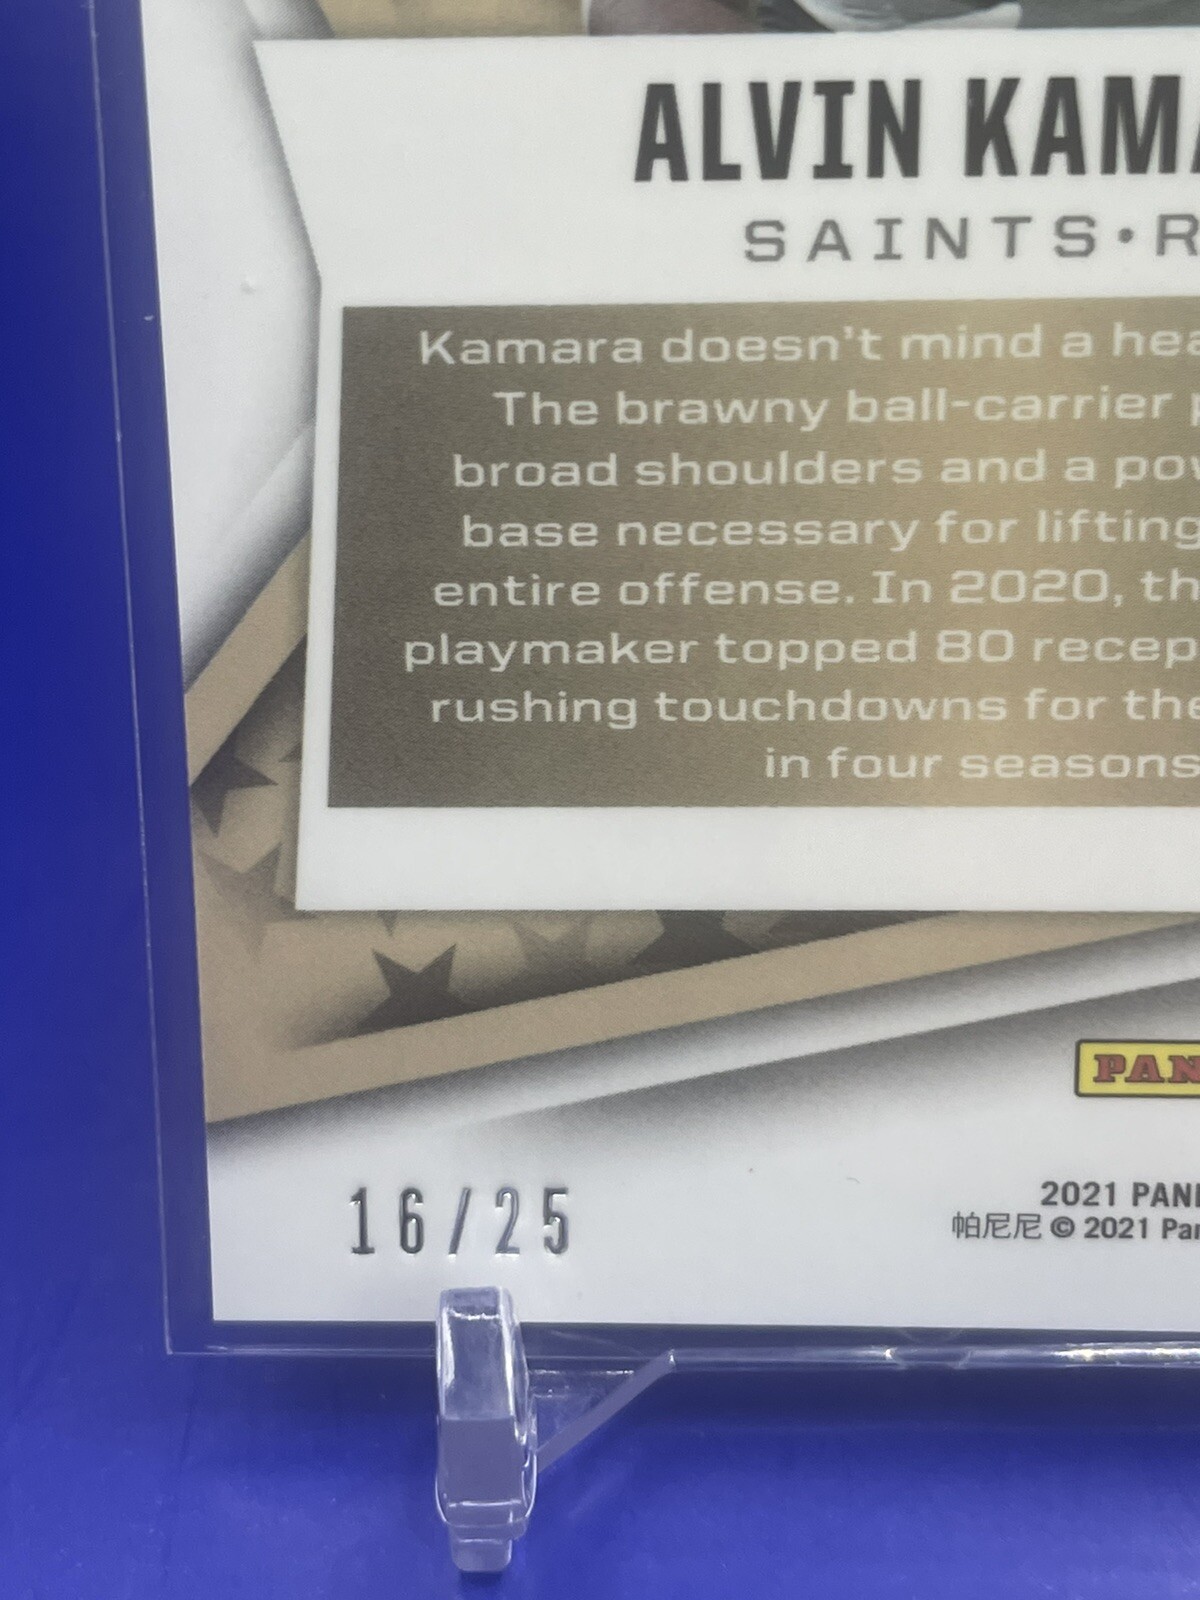 ALVIN KAMA
SAINTS•R
Kamara doesn't mind a hea
The brawny ball-carrier p
broad shoulders and a pow
base necessary for lifting
entire offense. In 2020, th
playmaker topped 80 recep
rushing touchdowns for the
in four seasons
PAN
16/25
2021 PANI
帕尼尼 © 2021 Pan